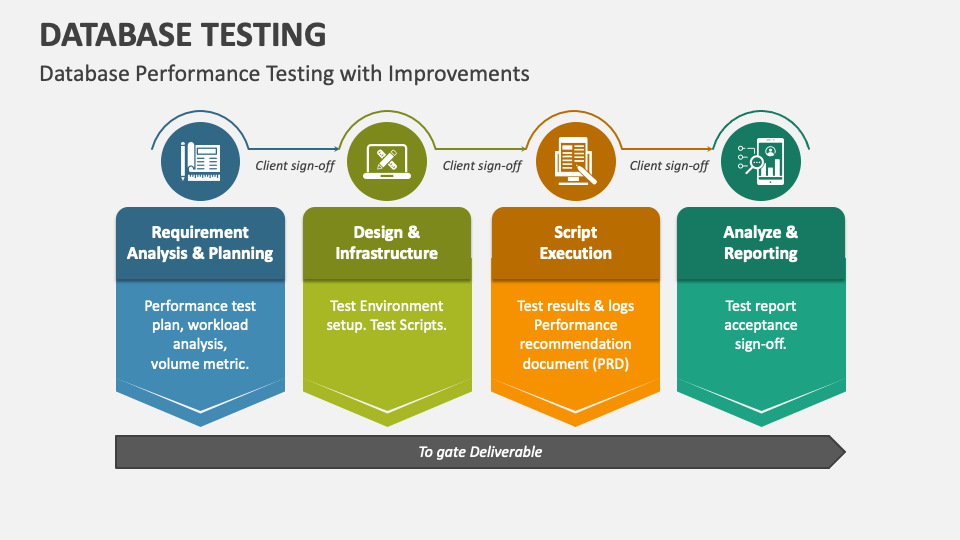 DATABASE TESTING
Database Performance Testing with Improvements
Client sign-off
Client sign-off
Client sign-off
Requirement
Analysis & Planning
Performance test
plan, workload
analysis,
volume metric.
Design &
Infrastructure
Test Environment
setup. Test Scripts.
Script
Execution
Test results & logs
Performance
recommendation
document (PRD)
Analyze &
Reporting
Test report
acceptance
sign-off.
To gate Deliverable